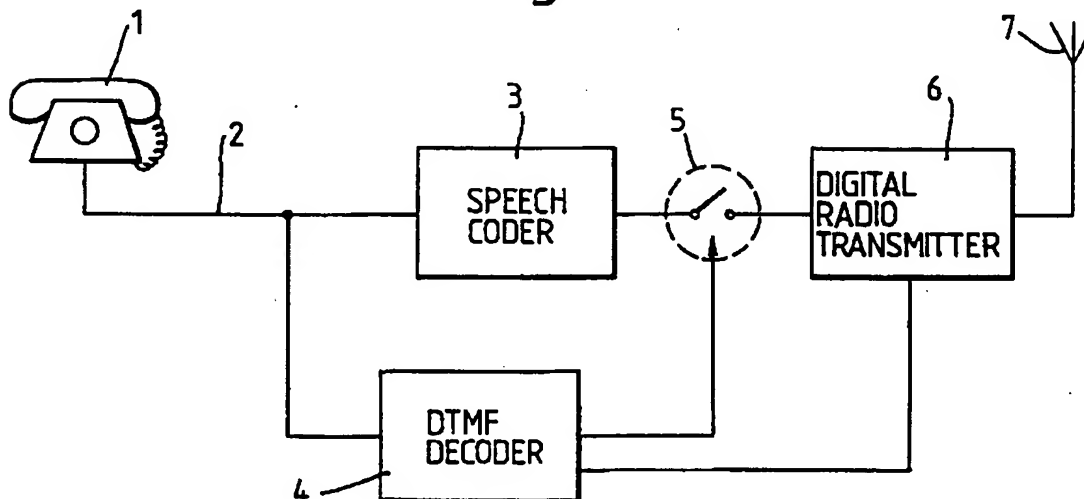 1
2
3
SPEECH
CODER
5
6
DIGITAL
RADIO
TRANSMITTER
7
DTMF
DECODER
4